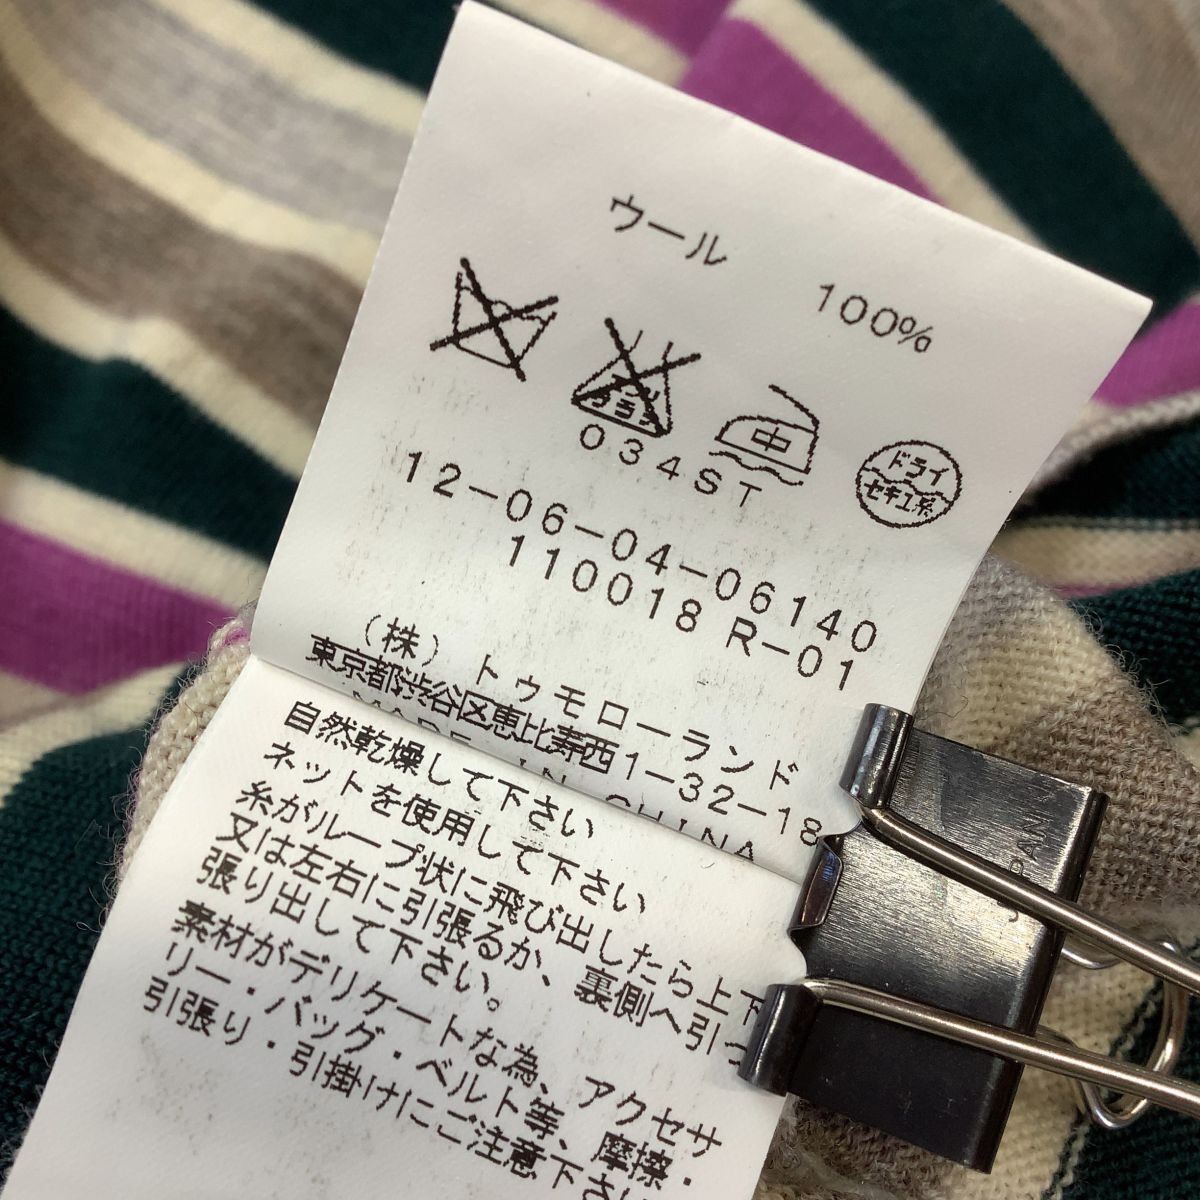 ウール 100%
エンソ
サラシ
中
ドライ
セキユ系
034ST
12-06-04-06140
110018 R-01
(株) トゥモローランド
東京都渋谷区恵比寿西1-32-18
MADE IN CHINA
自然乾燥して下さい
ネットを使用して下さい
糸がループ状に飛び出したら上下
又は左右に引張るか、裏側へ引っ
張り出して下さい。
素材がデリケートな為、アクセサ
リー・バッグ・ベルト等、摩擦・
引張り・引掛けにご注意下さい
PAN